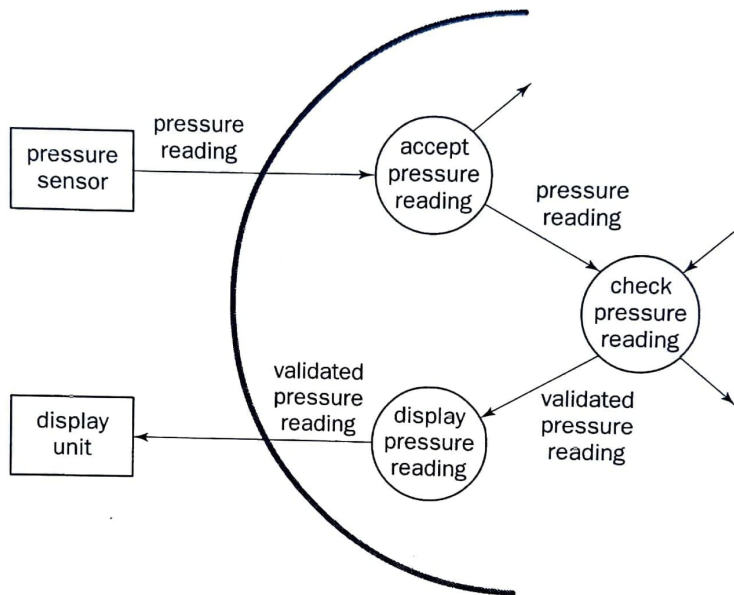 pressure
sensor
pressure
reading
accept
pressure
reading
pressure
reading
check
pressure
reading
validated
pressure
reading
display
pressure
reading
validated
pressure
reading
display
unit